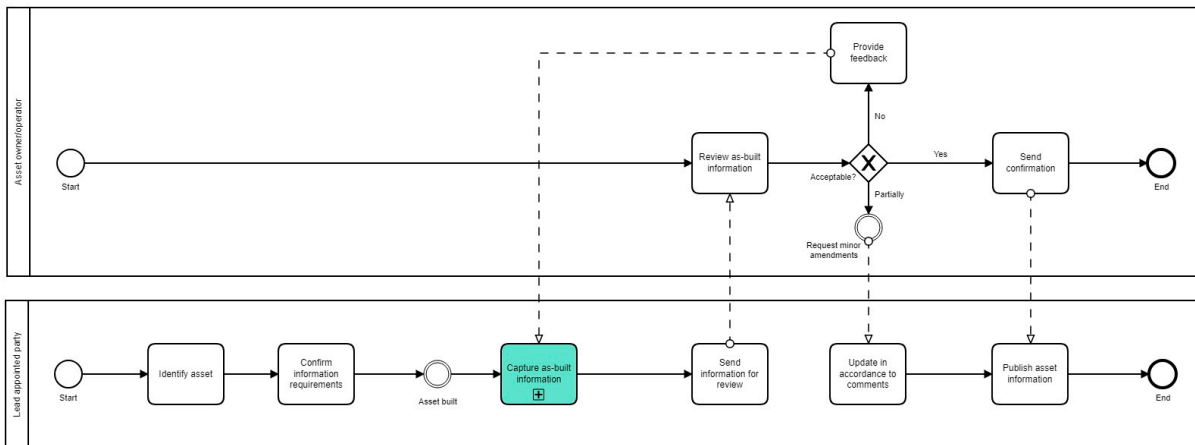 Asset owner/operator
Provide
feedback
No
Start
Review as-built
information
Acceptable?
Yes
Partially
Send
confirmation
End
Request minor
amendments
Lead appointed party
Start
Identify asset
Confirm
information
requirements
Asset built
Capture as-built
information
Send
information for
review
Update in
accordance to
comments
Publish asset
information
End